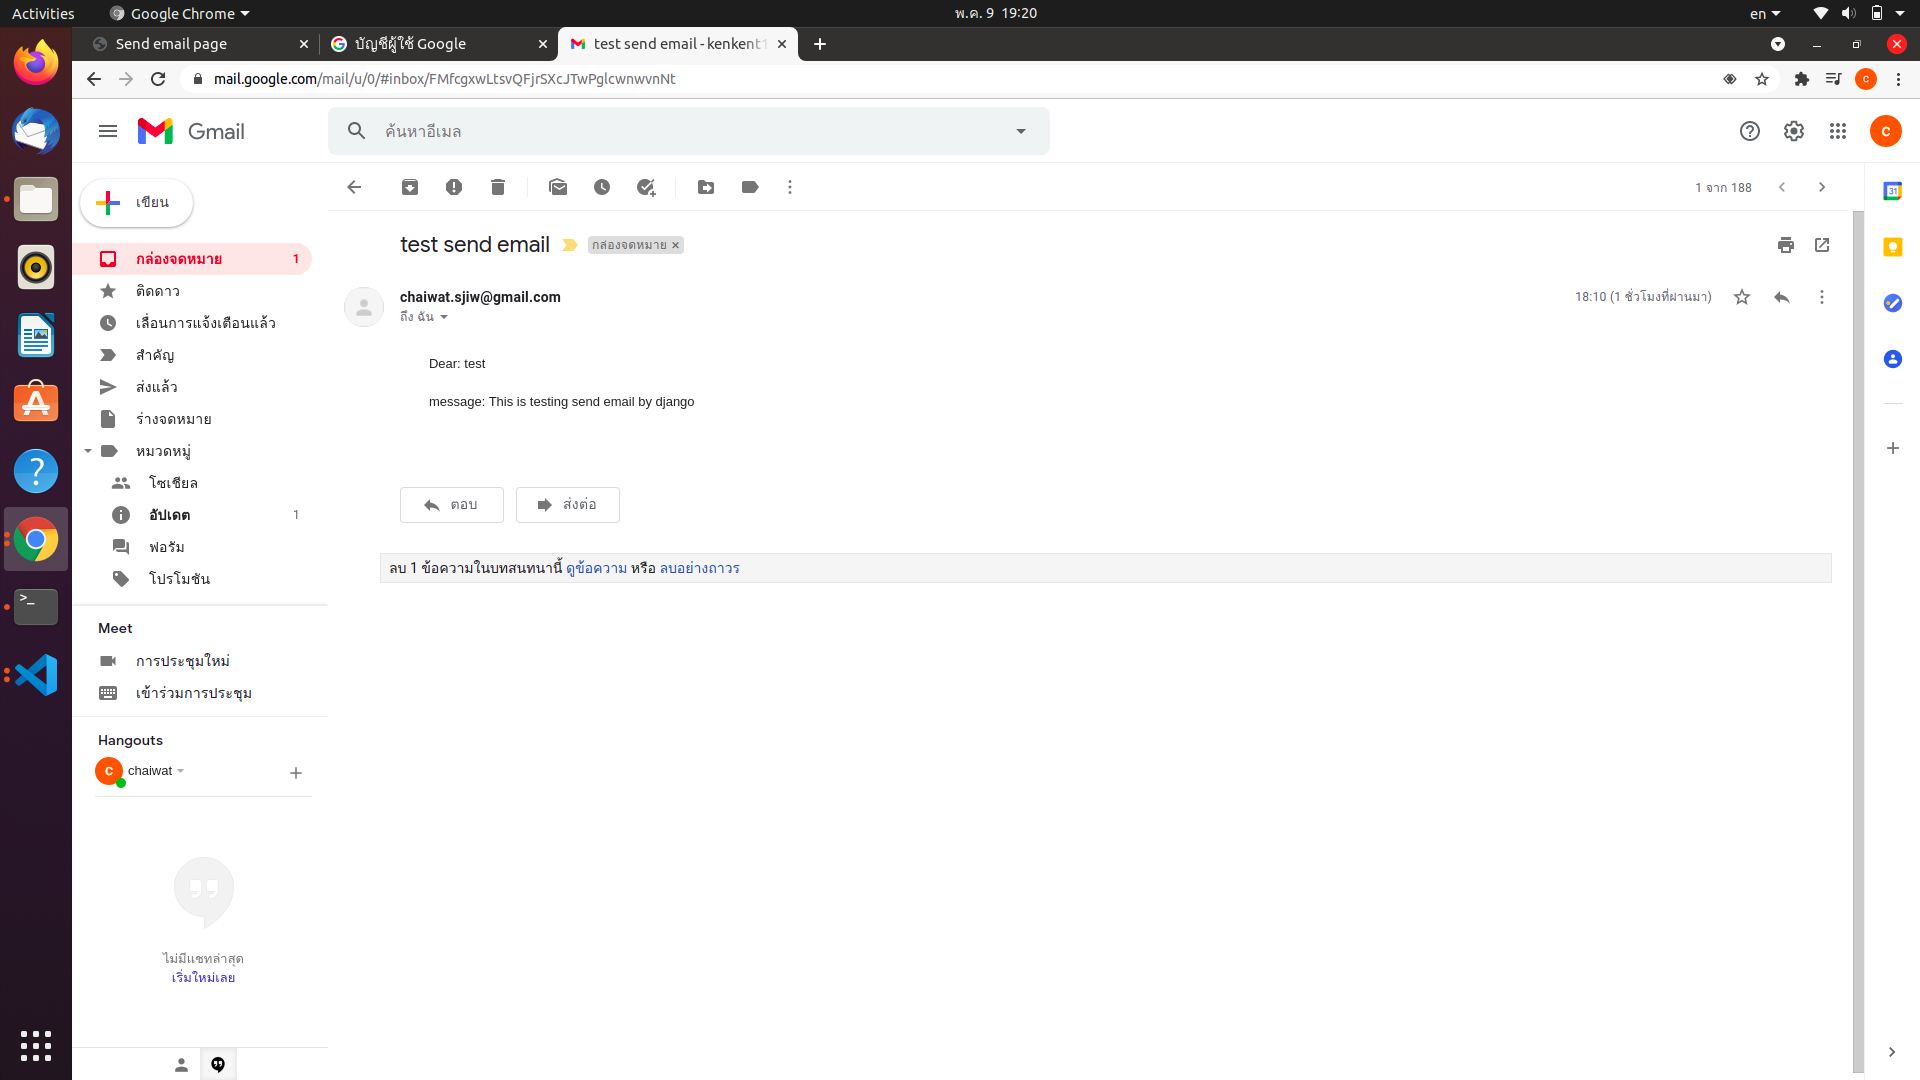 Activities
Google Chrome
พ.ค. 9 19:20
en
Send email page
บัญชีผู้ใช้ Google
test send email - kenkent1
mail.google.com/mail/u/0/#inbox/FMfcgxwLtsvQFjrSXcJTwPglcwnwvnNt
c
Gmail
ค้นหาอีเมล
c
เขียน
1 จาก 188
31
กล่องจดหมาย 1
ติดดาว
เลื่อนการแจ้งเตือนแล้ว
สำคัญ
ส่งแล้ว
ร่างจดหมาย
หมวดหมู่
โซเชียล
อัปเดต 1
ฟอรัม
โปรโมชัน
Meet
การประชุมใหม่
เข้าร่วมการประชุม
Hangouts
c
chaiwat
ไม่มีแชทล่าสุด
เริ่มใหม่เลย
test send email
กล่องจดหมาย
chaiwat.sjiw@gmail.com
18:10 (1 ชั่วโมงที่ผ่านมา)
ถึง ฉัน
Dear: test
message: This is testing send email by django
ตอบ
ส่งต่อ
ลบ 1 ข้อความในบทสนทนานี้ ดูข้อความ หรือ ลบอย่างถาวร